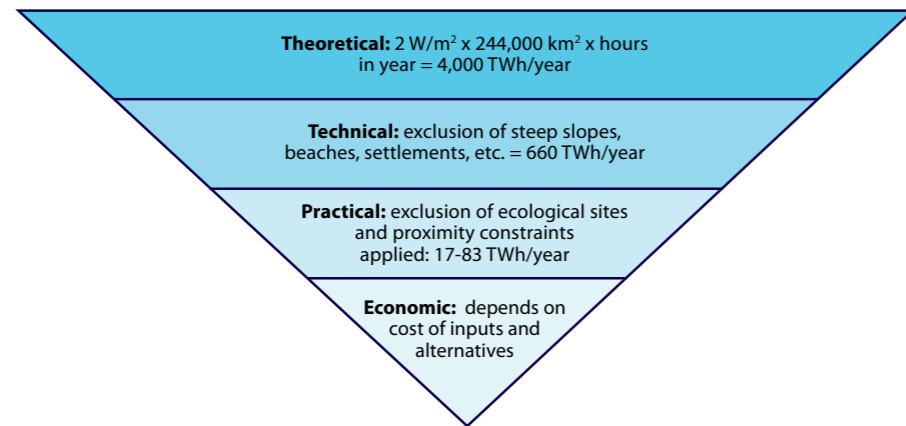 Theoretical: 2 W/m² x 244,000 km² x hours
in year = 4,000 TWh/year
Technical: exclusion of steep slopes,
beaches, settlements, etc. = 660 TWh/year
Practical: exclusion of ecological sites
and proximity constraints
applied: 17-83 TWh/year
Economic: depends on
cost of inputs and
alternatives